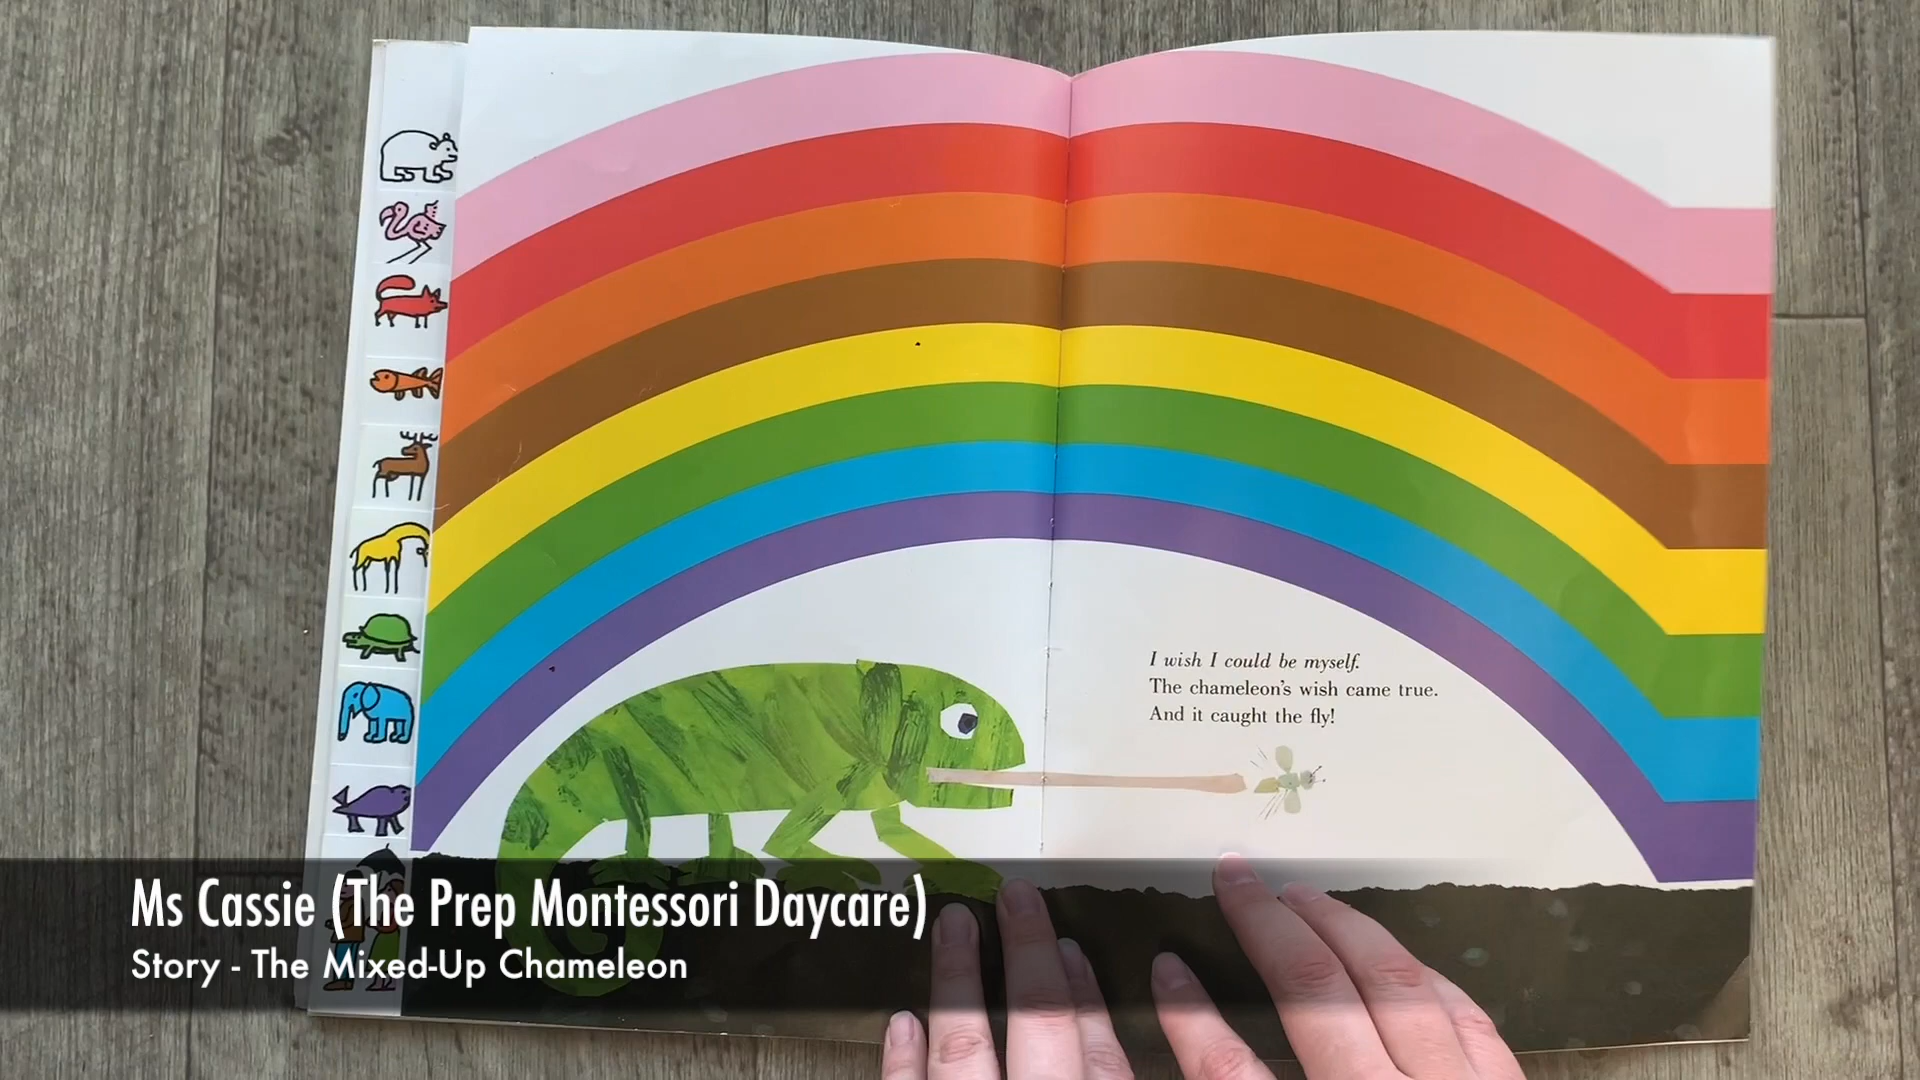 I wish I could be myself.
The chameleon's wish came true.
And it caught the fly!
Ms Cassie (The Prep Montessori Daycare)
Story - The Mixed-Up Chameleon